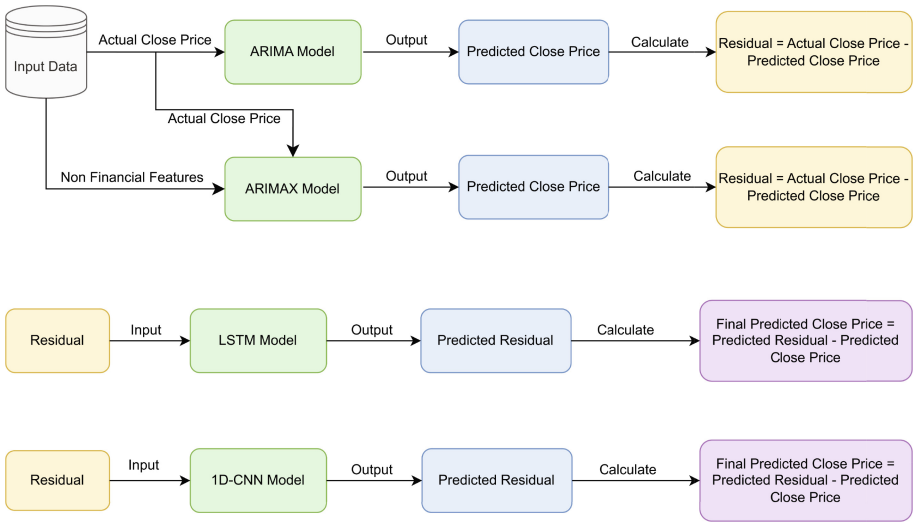 Input Data
Actual Close Price
ARIMA Model
Output
Predicted Close Price
Calculate
Residual = Actual Close Price -
Predicted Close Price
Actual Close Price
Non Financial Features
ARIMAX Model
Output
Predicted Close Price
Calculate
Residual = Actual Close Price -
Predicted Close Price
Residual
Input
LSTM Model
Output
Predicted Residual
Calculate
Final Predicted Close Price =
Predicted Residual - Predicted
Close Price
Residual
Input
1D-CNN Model
Output
Predicted Residual
Calculate
Final Predicted Close Price =
Predicted Residual - Predicted
Close Price